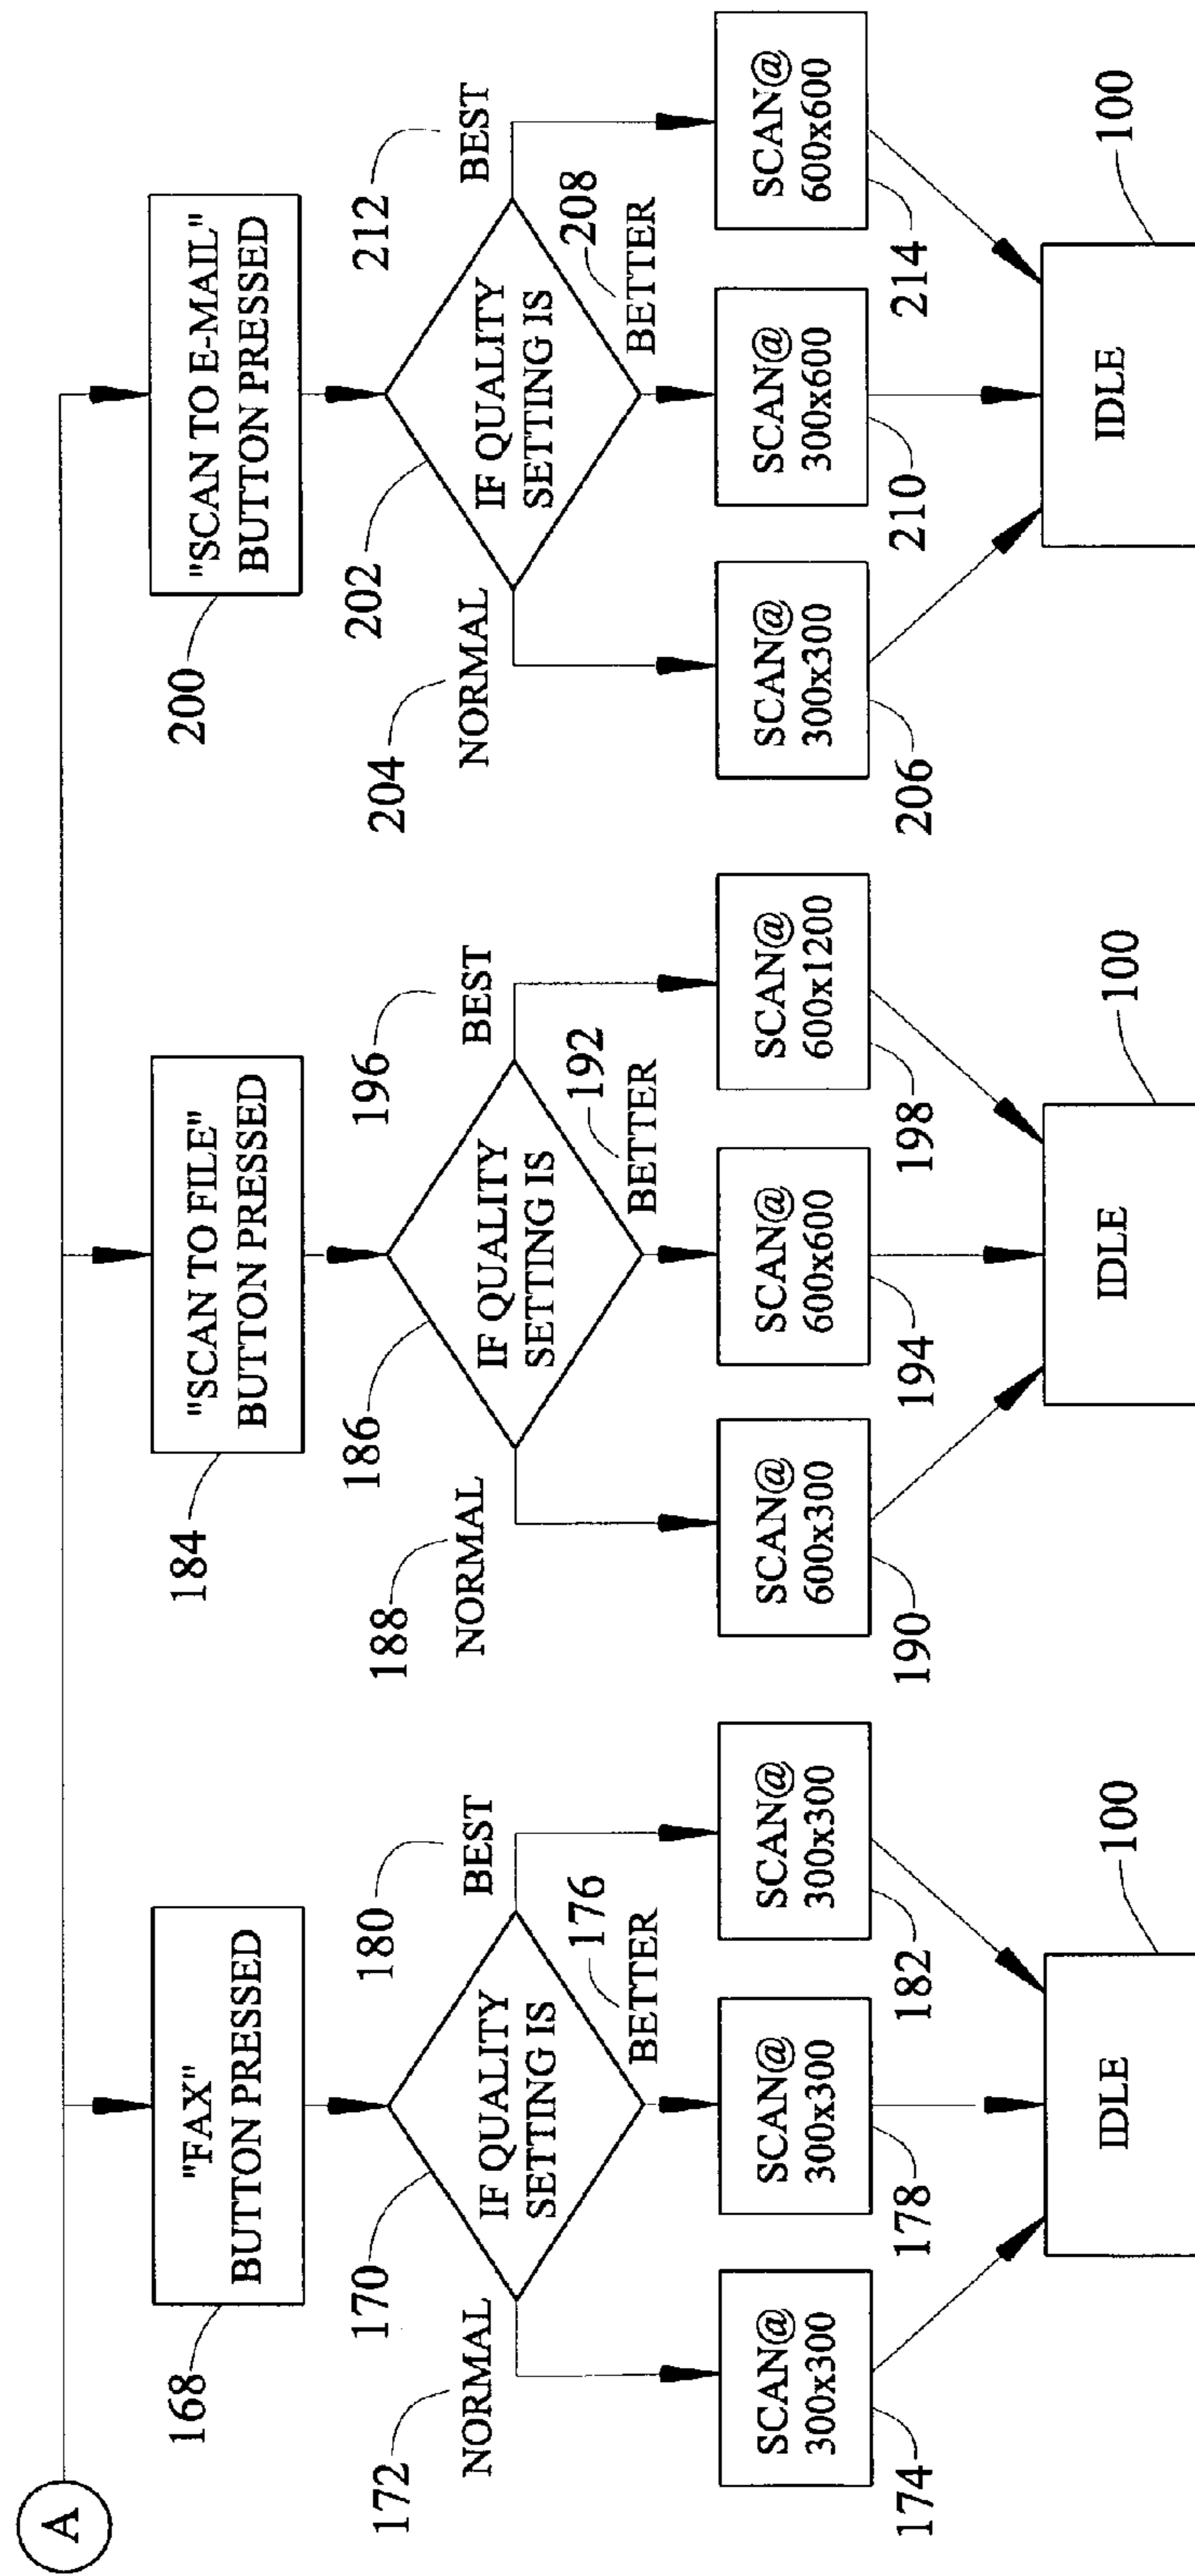 A
"FAX"
BUTTON PRESSED
168
170
IF QUALITY
SETTING IS
172
NORMAL
176
BETTER
180
BEST
SCAN@
300x300
174
SCAN@
300x300
178
SCAN@
300x300
182
IDLE
100
"SCAN TO FILE"
BUTTON PRESSED
184
186
IF QUALITY
SETTING IS
188
NORMAL
192
BETTER
196
BEST
SCAN@
600x300
190
SCAN@
600x600
194
SCAN@
600x1200
198
IDLE
100
"SCAN TO E-MAIL"
BUTTON PRESSED
200
202
IF QUALITY
SETTING IS
204
NORMAL
208
BETTER
212
BEST
SCAN@
300x300
206
SCAN@
300x600
210
SCAN@
600x600
214
IDLE
100